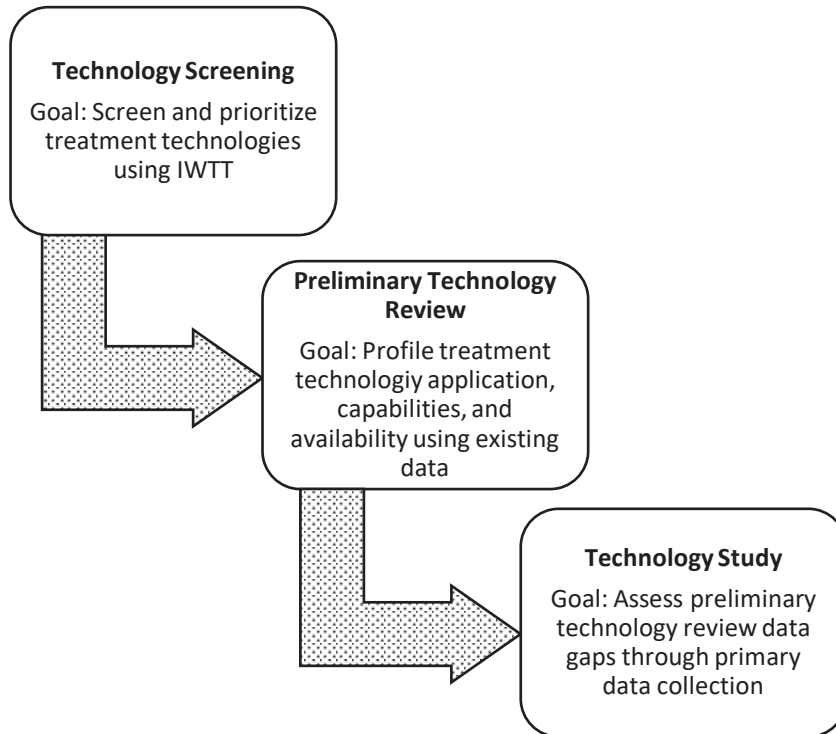 Technology Screening
Goal: Screen and prioritize
treatment technologies
using IWTT
Preliminary Technology
Review
Goal: Profile treatment
technologiy application,
capabilities, and
availability using existing
data
Technology Study
Goal: Assess preliminary
technology review data
gaps through primary
data collection